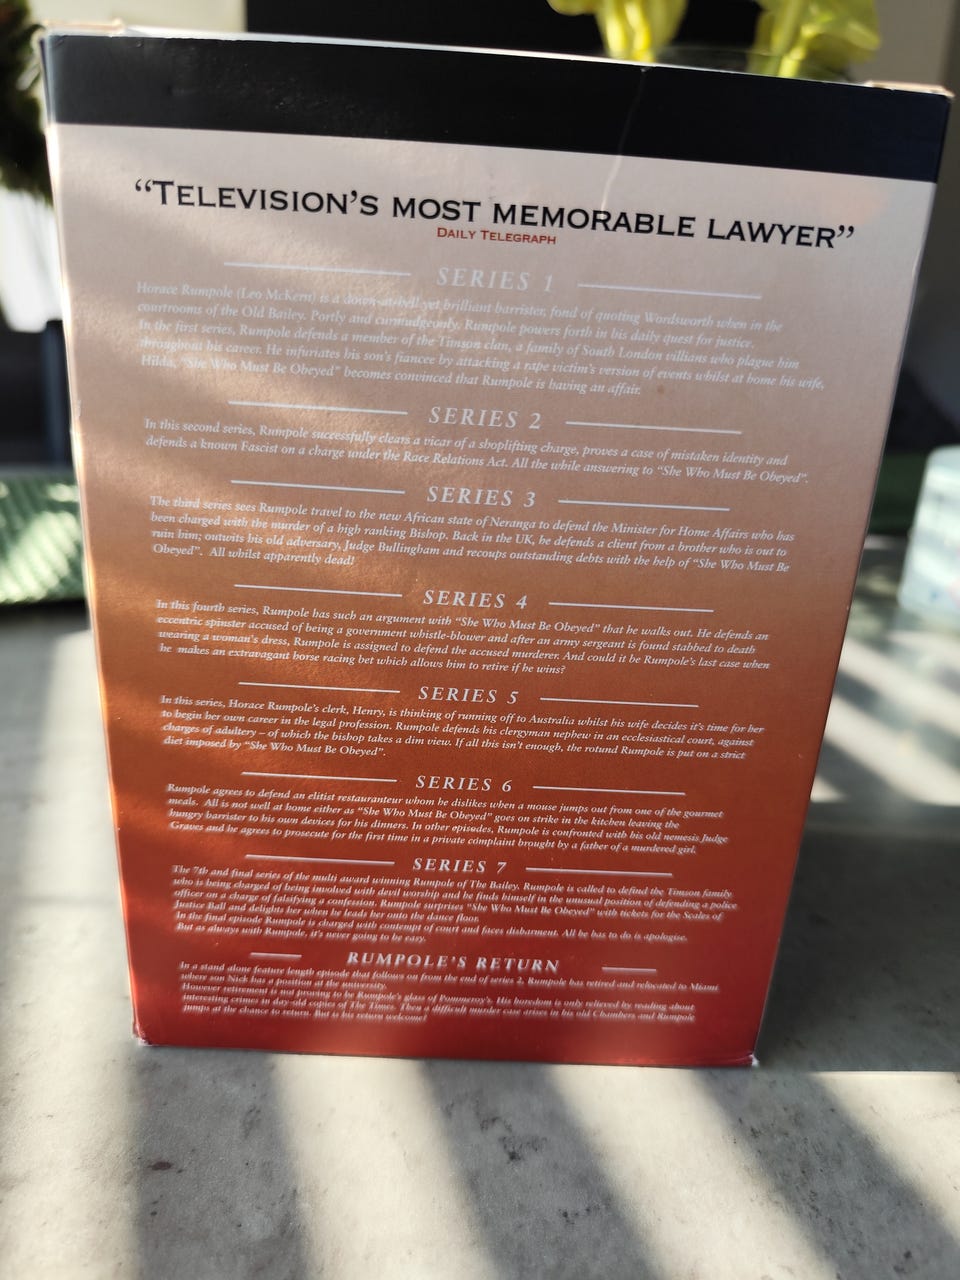 “TELEVISION’S MOST MEMORABLE LAWYER”
DAILY TELEGRAPH
SERIES 1
Horace Rumpole (Leo McKern) is a down-at-hell yet brilliant barrister, fond of quoting Wordsworth when in the
courtrooms of the Old Bailey. Portly and curmudgeonly, Rumpole powers forth in his daily quest for justice.
In the first series, Rumpole defends a member of the Timson clan, a family of South London villians who plague him
throughout his career. He infuriates his son's fiancee by attacking a rape victim's version of events whilst at home his wife,
Hilda, “She Who Must Be Obeyed” becomes convinced that Rumpole is having an affair.
SERIES 2
In this second series, Rumpole successfully clears a vicar of a shoplifting charge, proves a case of mistaken identity and
defends a known Fascist on a charge under the Race Relations Act. All the while answering to “She Who Must Be Obeyed”.
SERIES 3
The third series sees Rumpole travel to the new African state of Neranga to defend the Minister for Home Affairs who has
been charged with the murder of a high ranking Bishop. Back in the UK, he defends a client from a brother who is out to
ruin him; outwits his old adversary, Judge Bullingham and recoups outstanding debts with the help of “She Who Must Be
Obeyed”. All whilst apparently dead!
SERIES 4
In this fourth series, Rumpole has such an argument with “She Who Must Be Obeyed” that he walks out. He defends an
eccentric spinster accused of being a government whistle-blower and after an army sergeant is found stabbed to death
wearing a woman's dress, Rumpole is assigned to defend the accused murderer. And could it be Rumpole's last case when
he makes an extravagant horse racing bet which allows him to retire if he wins?
SERIES 5
In this series, Horace Rumpole's clerk, Henry, is thinking of running off to Australia whilst his wife decides it's time for her
to begin her own career in the legal profession. Rumpole defends his clergyman nephew in an ecclesiastical court, against
charges of adultery – of which the bishop takes a dim view. If all this isn't enough, the rotund Rumpole is put on a strict
diet imposed by “She Who Must Be Obeyed”.
SERIES 6
Rumpole agrees to defend an elitist restauranteur whom he dislikes when a mouse jumps out from one of the gourmet
meals. All is not well at home either as “She Who Must Be Obeyed” goes on strike in the kitchen leaving the
hungry barrister to his own devices for his dinners. In other episodes, Rumpole is confronted with his old nemesis Judge
Graves and he agrees to prosecute for the first time in a private complaint brought by a father of a murdered girl.
SERIES 7
The 7th and final series of the multi award winning Rumpole of The Bailey. Rumpole is called to defend the Timson family
who is being charged of being involved with devil worship and he finds himself in the unusual position of defending a police
officer on a charge of falsifying a confession. Rumpole surprises “She Who Must Be Obeyed” with tickets for the Scales of
Justice Ball and delights her when he leads her onto the dance floor.
In the final episode Rumpole is charged with contempt of court and faces disbarment. All he has to do is apologise.
But as always with Rumpole, it's never going to be easy.
RUMPOLE'S RETURN
In a stand alone feature length episode that follows on from the end of series 2, Rumpole has retired and relocated to Miami
where son Nick has a position at the university.
However retirement is not proving to be Rumpole's glass of Pommeroy's. His boredom is only relieved by reading about
interesting crimes in day-old copies of The Times. Then a difficult murder case arises in his old Chambers and Rumpole
jumps at the chance to return. But is his return welcome?